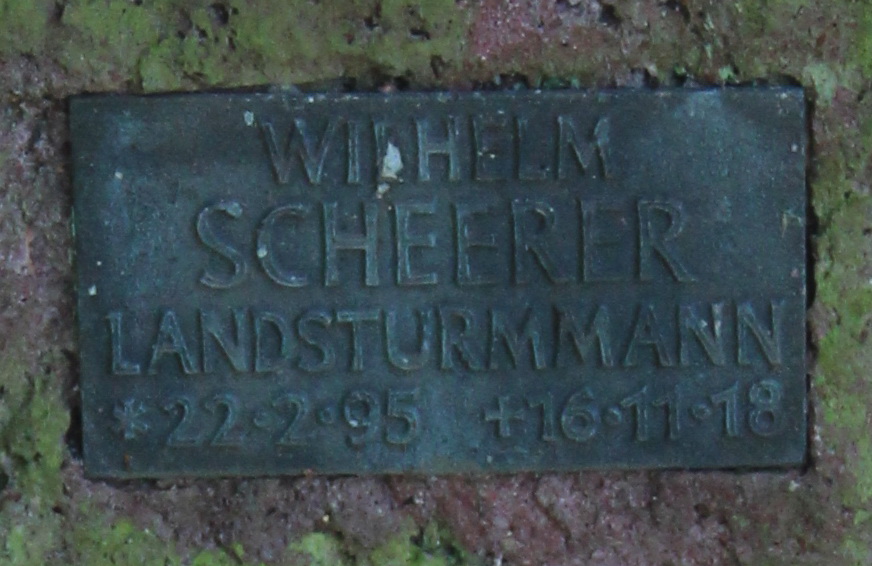 WILHELM
SCHEERER
LANDSTURMMANN
*22·2·95 +16·11·18